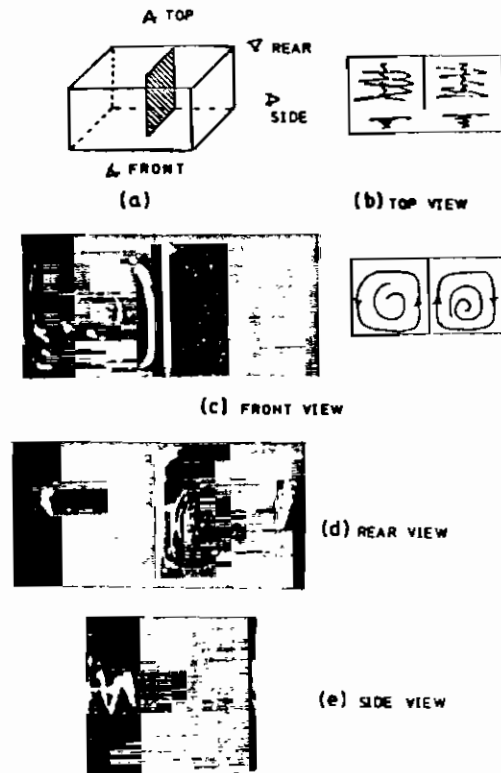 TOP
REAR
SIDE
FRONT
(a)
(b) TOP VIEW
(c) FRONT VIEW
(d) REAR VIEW
(e) SIDE VIEW